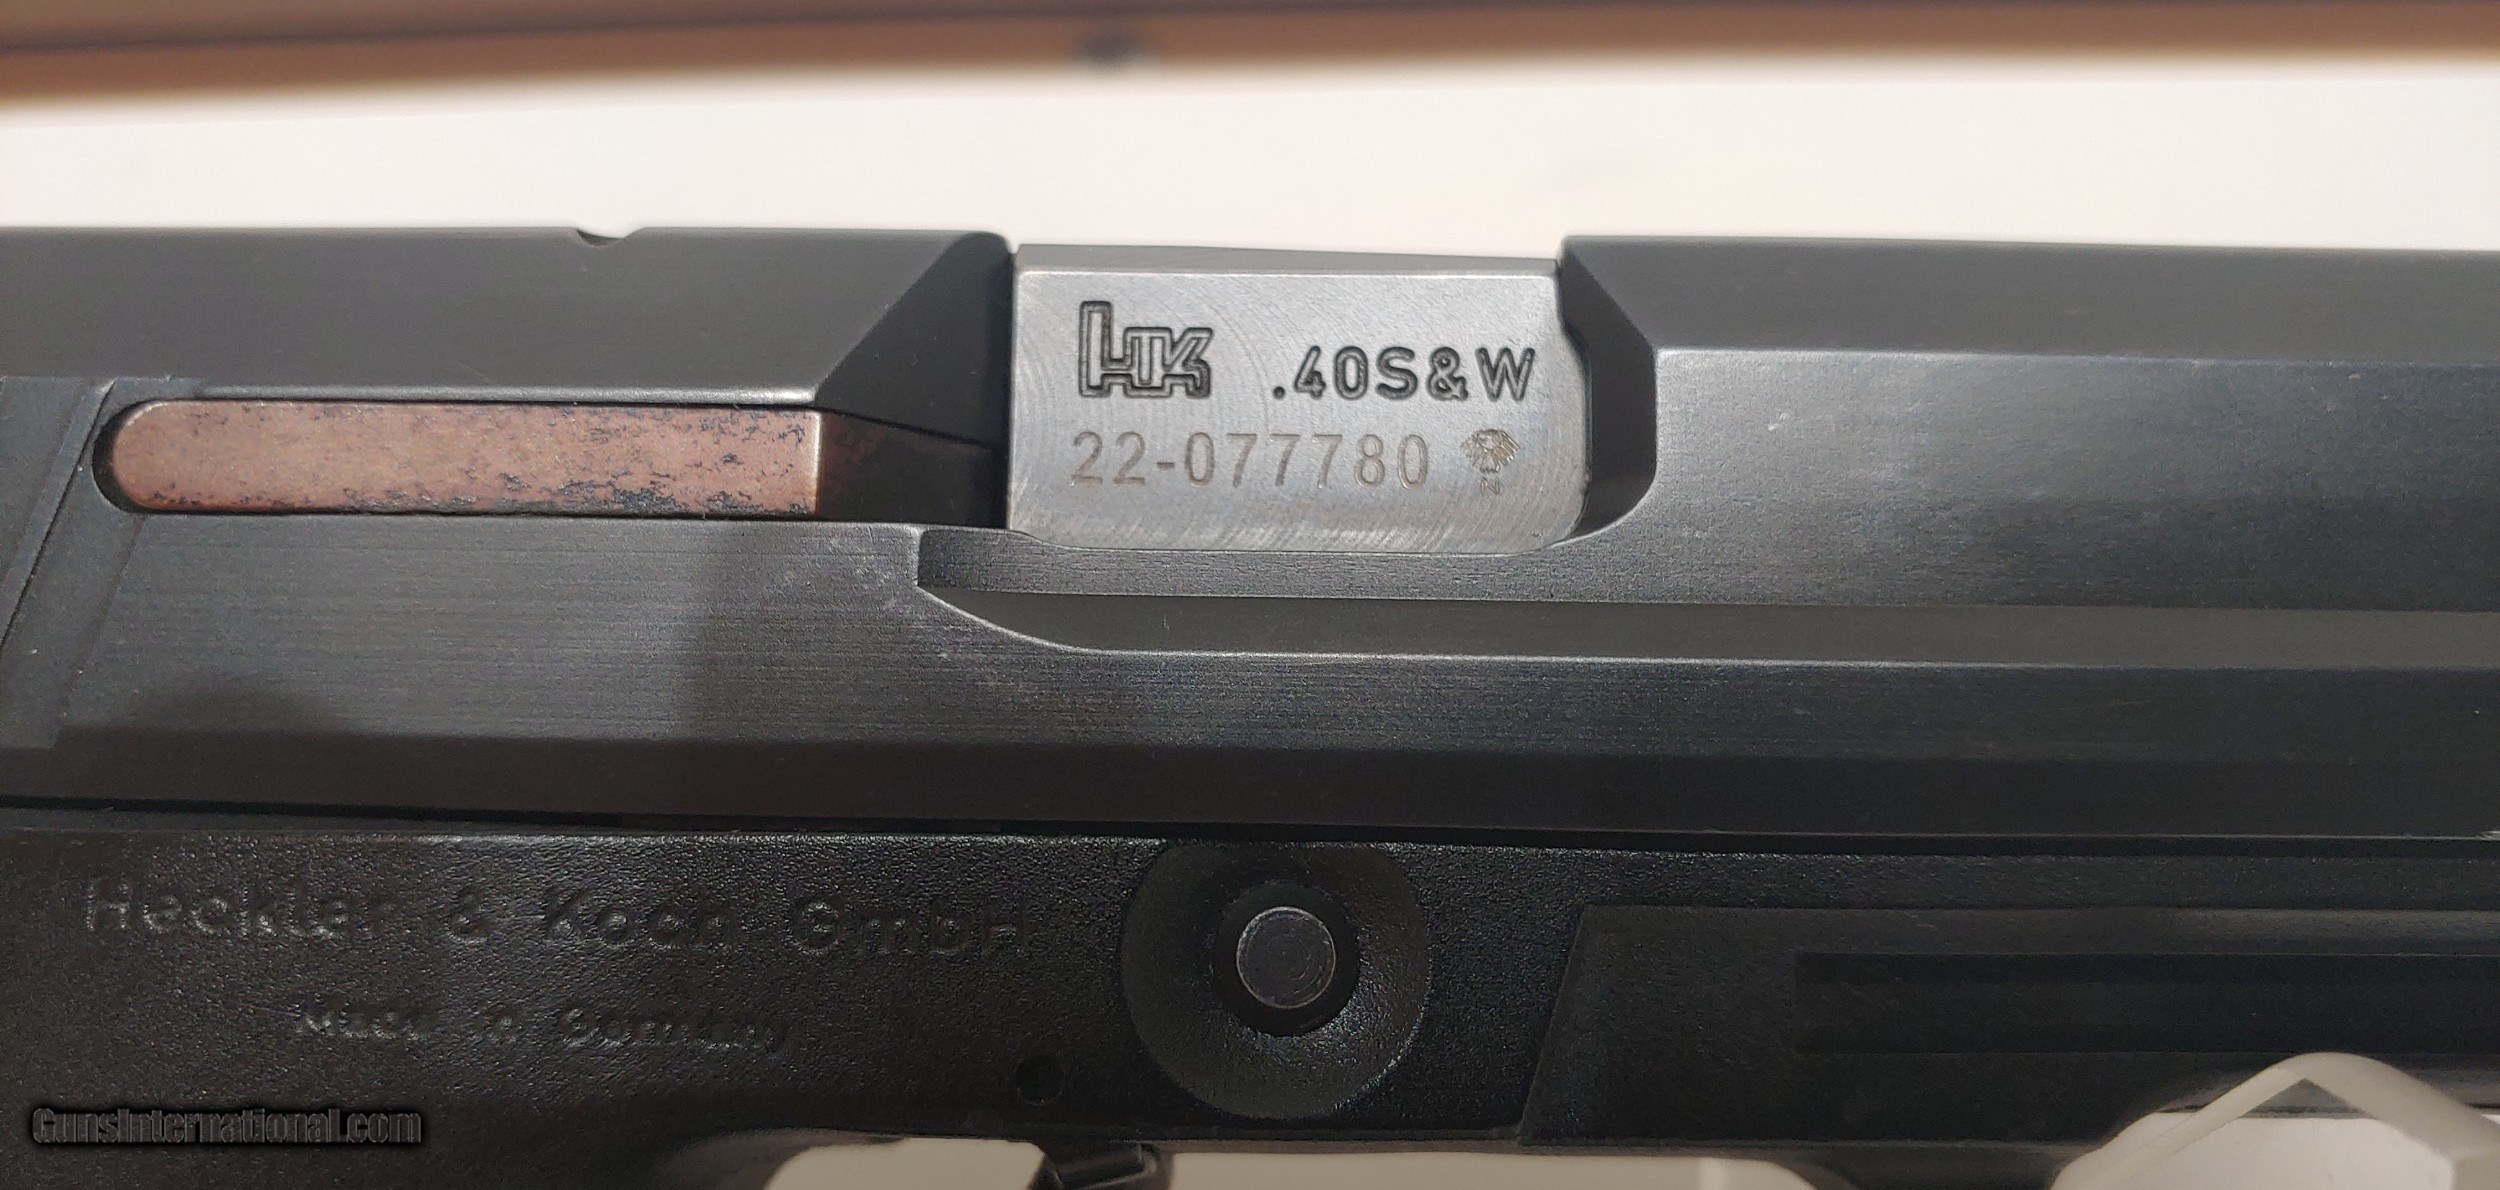 HK .40S&W
22-077780
N
Heckler & Koch GmbH
Made in Germany
GunsInternational.com